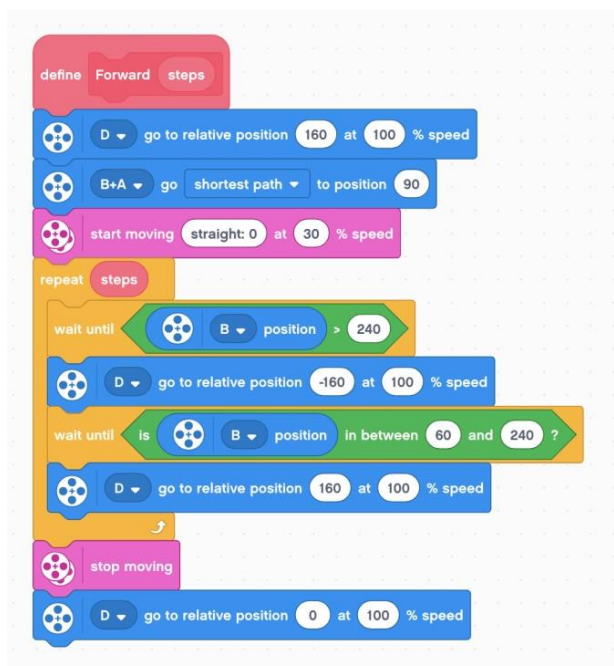 define Forward steps
D go to relative position 160 at 100 % speed
B+A go shortest path to position 90
start moving straight: 0 at 30 % speed
repeat steps
wait until B position > 240
D go to relative position -160 at 100 % speed
wait until is B position in between 60 and 240 ?
D go to relative position 160 at 100 % speed
stop moving
D go to relative position 0 at 100 % speed